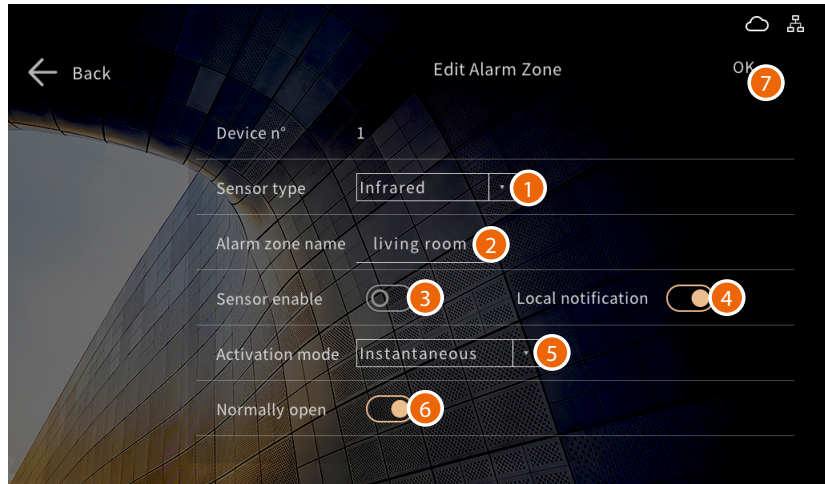 Back
Edit Alarm Zone
OK
7
Device n° 1
Sensor type Infrared 1
Alarm zone name living room 2
Sensor enable 3 Local notification 4
Activation mode Instantaneous 5
Normally open 6